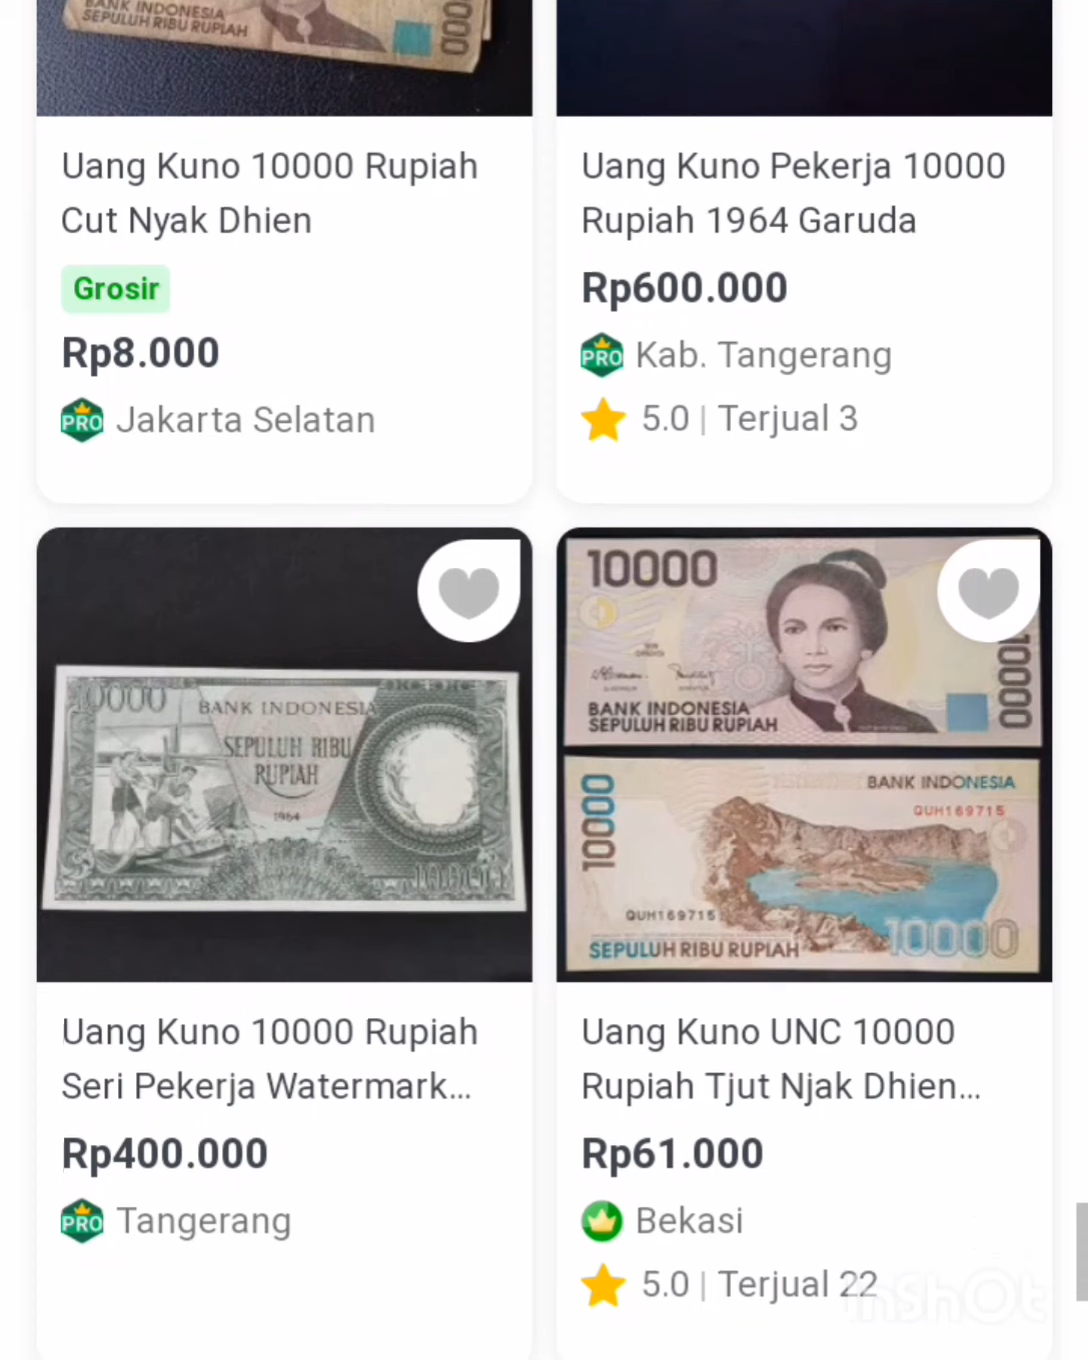 BANK INDONESIA
SEPULUH RIBU RUPIAH
000
Uang Kuno 10000 Rupiah
Cut Nyak Dhien
Grosir
Rp8.000
PRO Jakarta Selatan
Uang Kuno Pekerja 10000
Rupiah 1964 Garuda
Rp600.000
PRO Kab. Tangerang
5.0 | Terjual 3
10000
BANK INDONESIA
SEPULUH RIBU
RUPIAH
1964
10000
Uang Kuno 10000 Rupiah
Seri Pekerja Watermark...
Rp400.000
PRO Tangerang
10000
10000
BANK INDONESIA
SEPULUH RIBU RUPIAH
10000
BANK INDONESIA
QUH169715
QUH169715
10000
SEPULUH RIBU RUPIAH
Uang Kuno UNC 10000
Rupiah Tjut Njak Dhien...
Rp61.000
Bekasi
5.0 | Terjual 22
InShOt